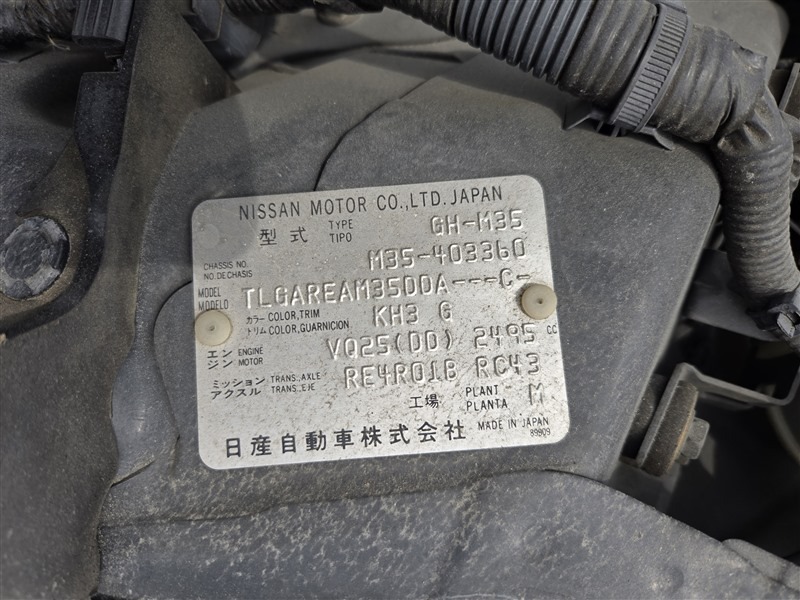 NISSAN MOTOR CO.,LTD. JAPAN
型式 TYPE TIPO GH-M35
CHASSIS NO. NO. DE CHASIS M35-403360
MODEL MODELO TLGAREAM35DDA---C-
カラー COLOR, TRIM トリム COLOR, GUARNICION KH3 G
エンジン ENGINE MOTOR VQ25(DD) 2495 CC
ミッション アクスル TRANS., AXLE TRANS., EJE RE4R01B RC43
工場 PLANT PLANTA M
日産自動車株式会社 MADE IN JAPAN
89909